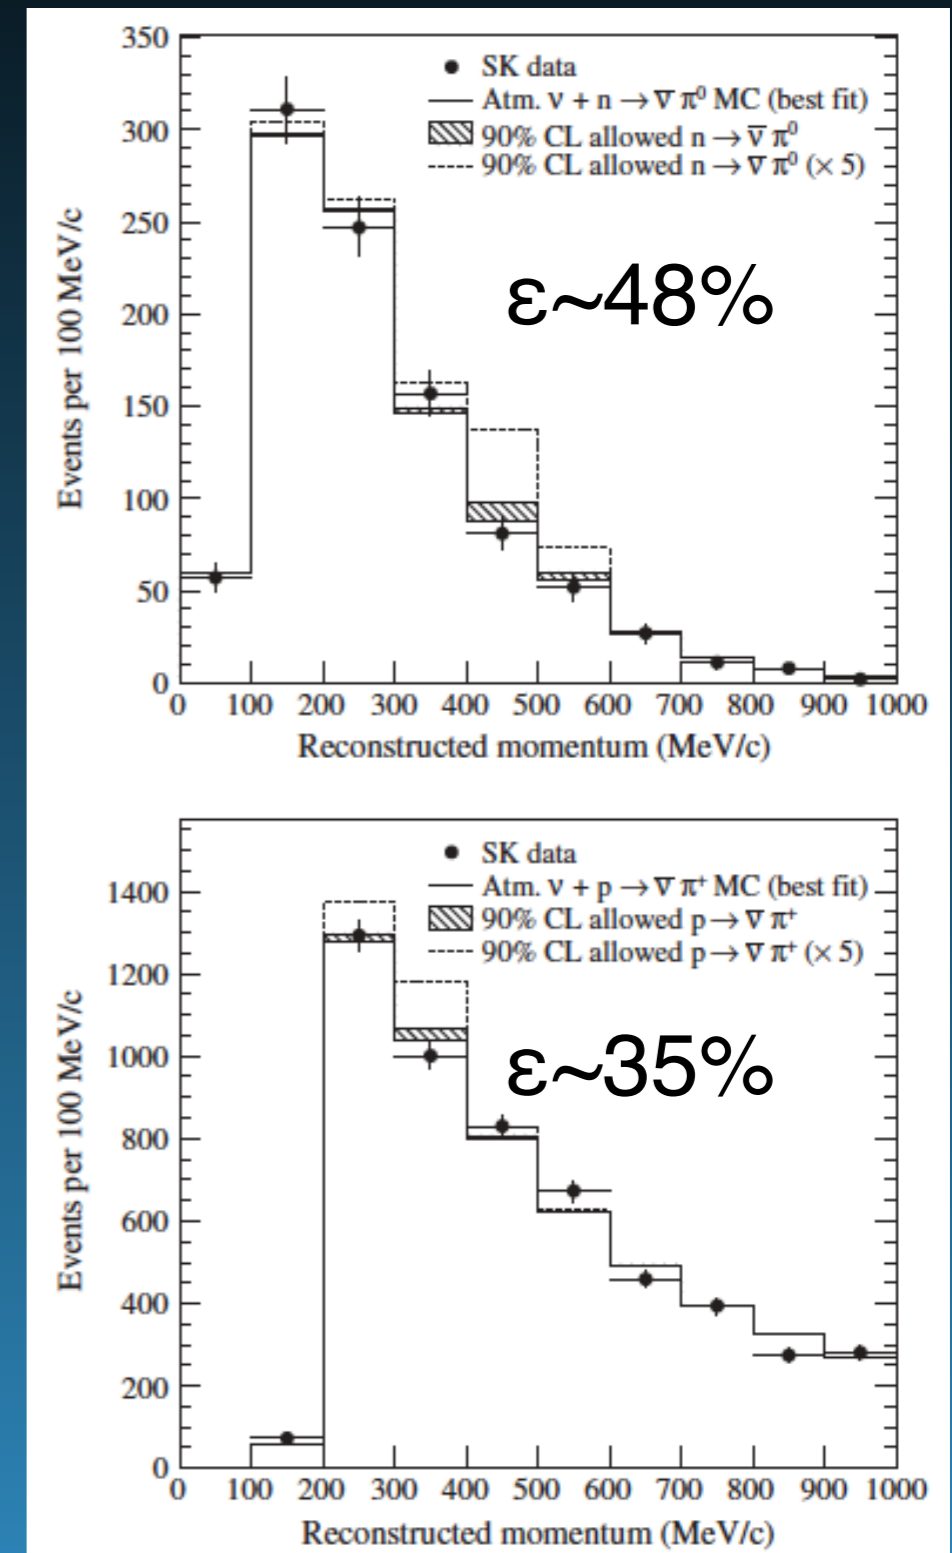 350
300
250
200
150
100
50
0
Events per 100 MeV/c
SK data
Atm. ν + n → ν̅ π⁰ MC (best fit)
90% CL allowed n → ν̅ π⁰
90% CL allowed n → ν̅ π⁰ (× 5)
ε~48%
0 100 200 300 400 500 600 700 800 900 1000
Reconstructed momentum (MeV/c)
1400
1200
1000
800
600
400
200
0
Events per 100 MeV/c
SK data
Atm. ν + p → ν̅ π⁺ MC (best fit)
90% CL allowed p → ν̅ π⁺
90% CL allowed p → ν̅ π⁺ (× 5)
ε~35%
0 100 200 300 400 500 600 700 800 900 1000
Reconstructed momentum (MeV/c)